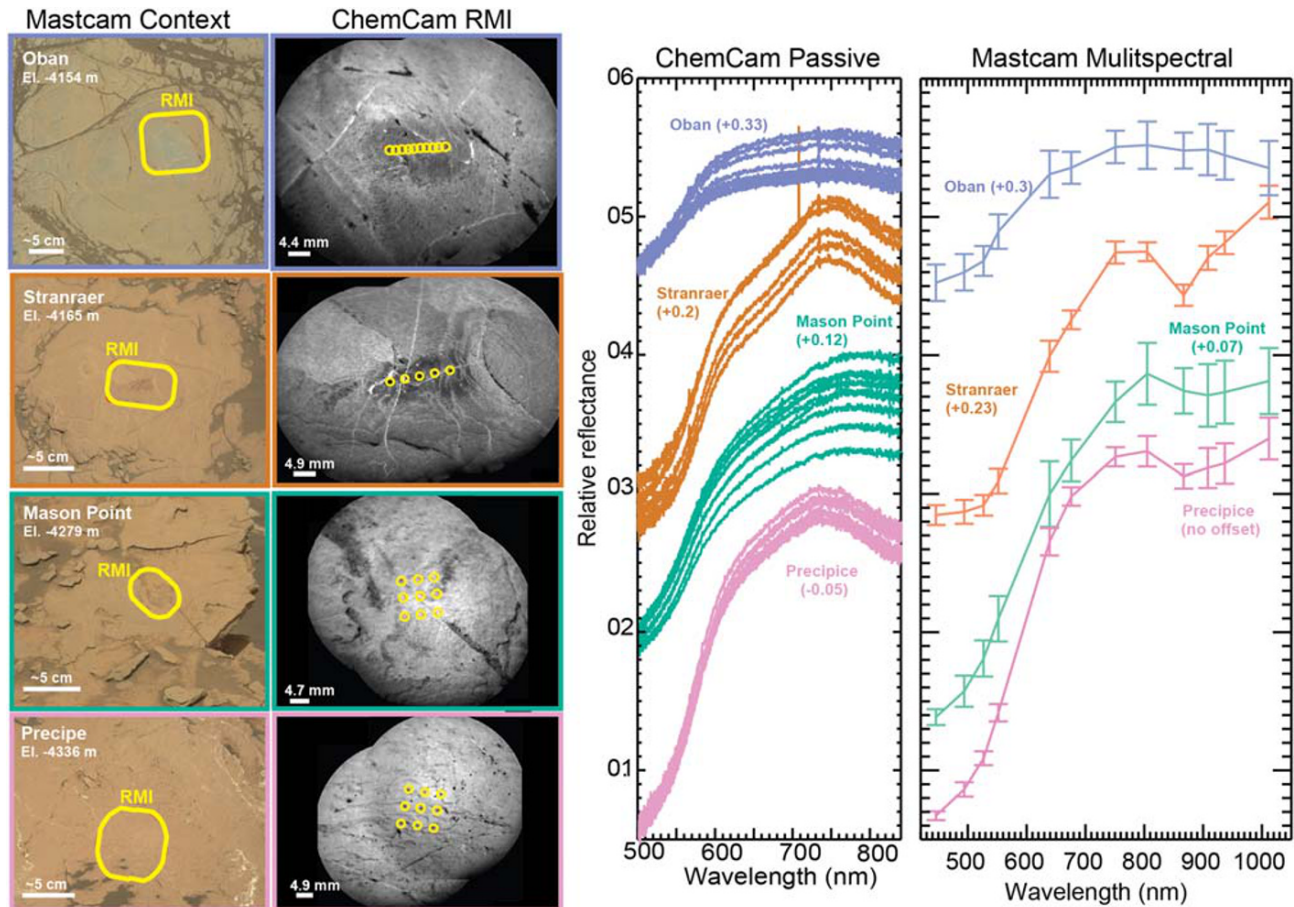 Mastcam Context
ChemCam RMI
Oban
El. -4154 m
RMI
~5 cm
4.4 mm
Stranraer
El. -4165 m
RMI
~5 cm
4.9 mm
Mason Point
El. -4279 m
RMI
~5 cm
4.7 mm
Precipe
El. -4336 m
RMI
~5 cm
4.9 mm
ChemCam Passive
Relative reflectance
06
05
04
03
02
01
Oban (+0.33)
Stranraer
(+0.2)
Mason Point
(+0.12)
Precipice
(-0.05)
500 600 700 800
Wavelength (nm)
Mastcam Mulitspectral
Oban (+0.3)
Mason Point
(+0.07)
Stranraer
(+0.23)
Precipice
(no offset)
500 600 700 800 900 1000
Wavelength (nm)